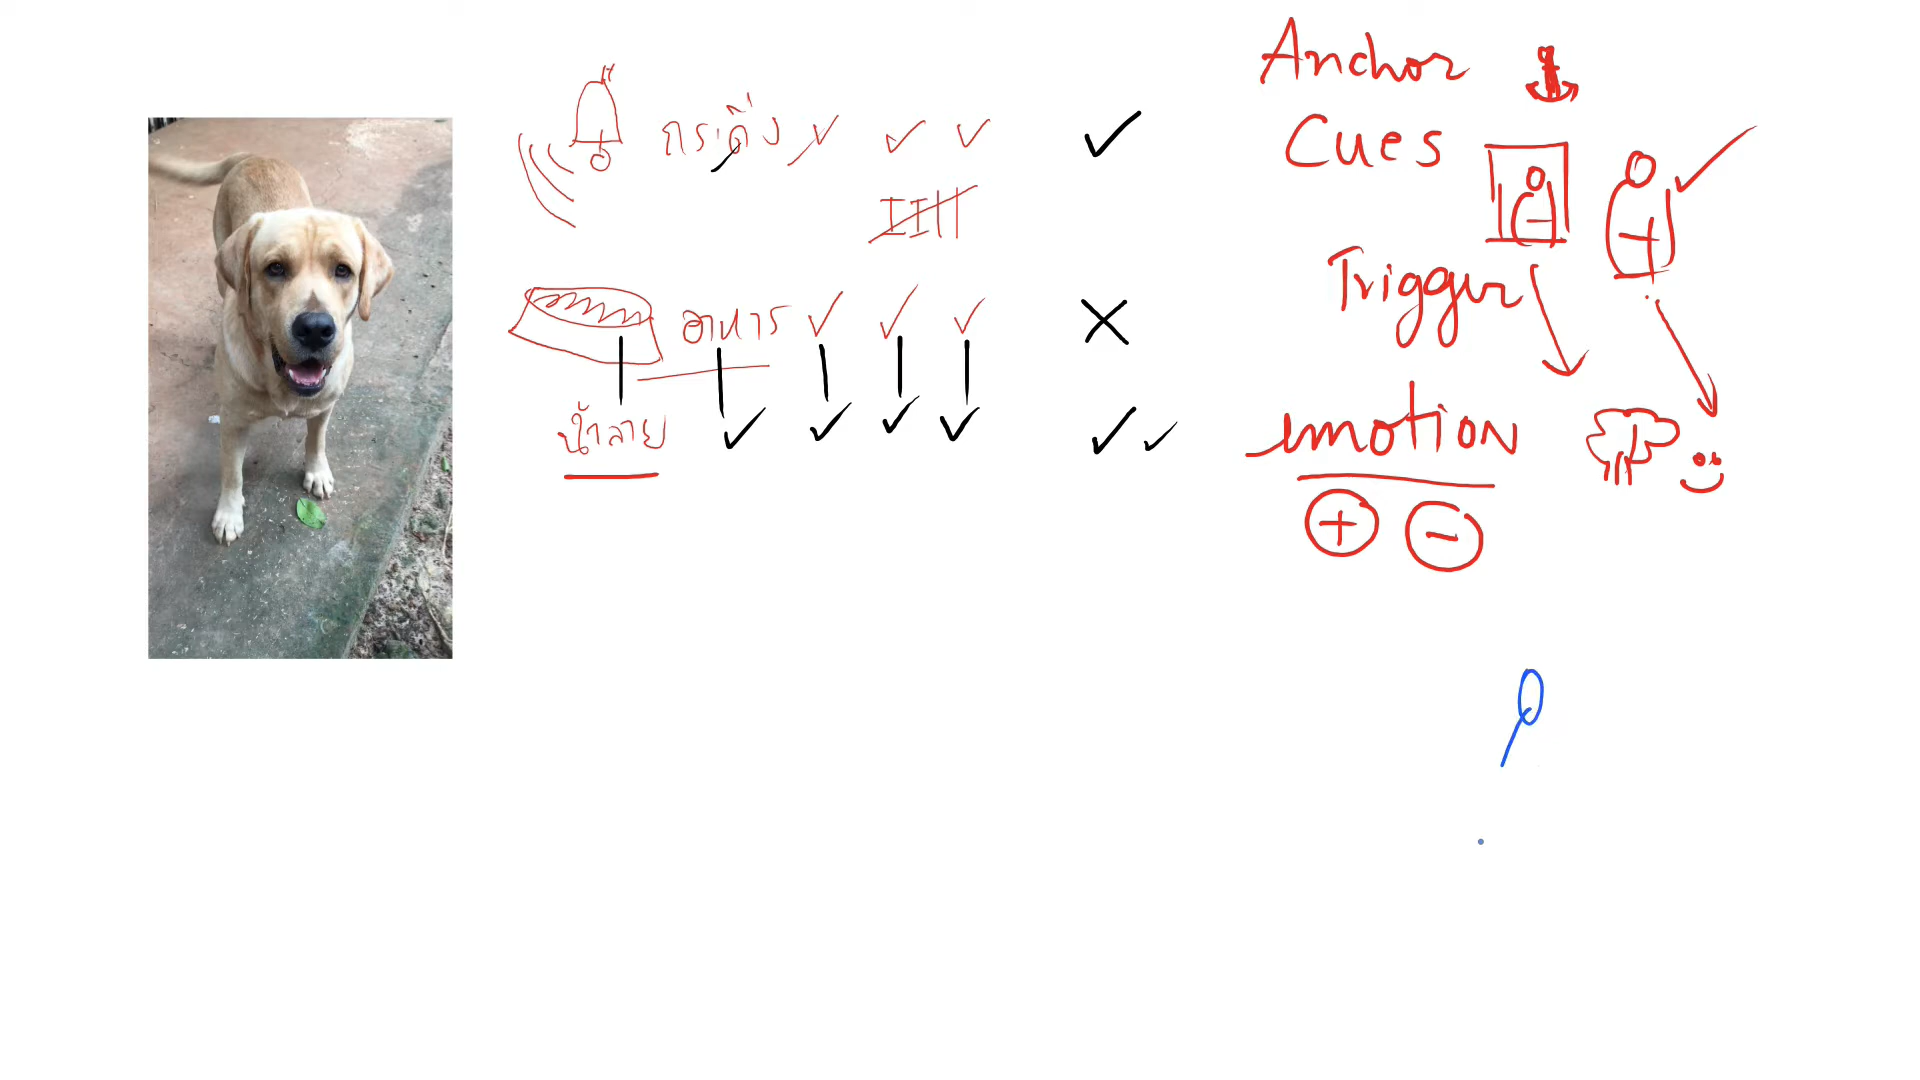 กระดิ่ง
อาหาร
น้ำลาย
Anchor
Cues
Trigger
emotion
+ -